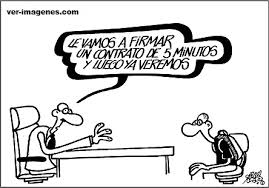 ver-imagenes.com
LE VAMOS A FIRMAR
UN CONTRATO DE 5 MINUTOS
Y LUEGO YA VEREMOS